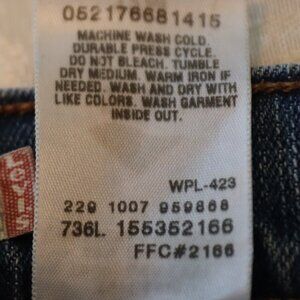 052176681415
MACHINE WASH COLD.
DURABLE PRESS CYCLE.
DO NOT BLEACH. TUMBLE
DRY MEDIUM. WARM IRON IF
NEEDED. WASH AND DRY WITH
LIKE COLORS. WASH GARMENT
INSIDE OUT.
WPL-423
229 1007 959868
736L 155352166
FFC#2166